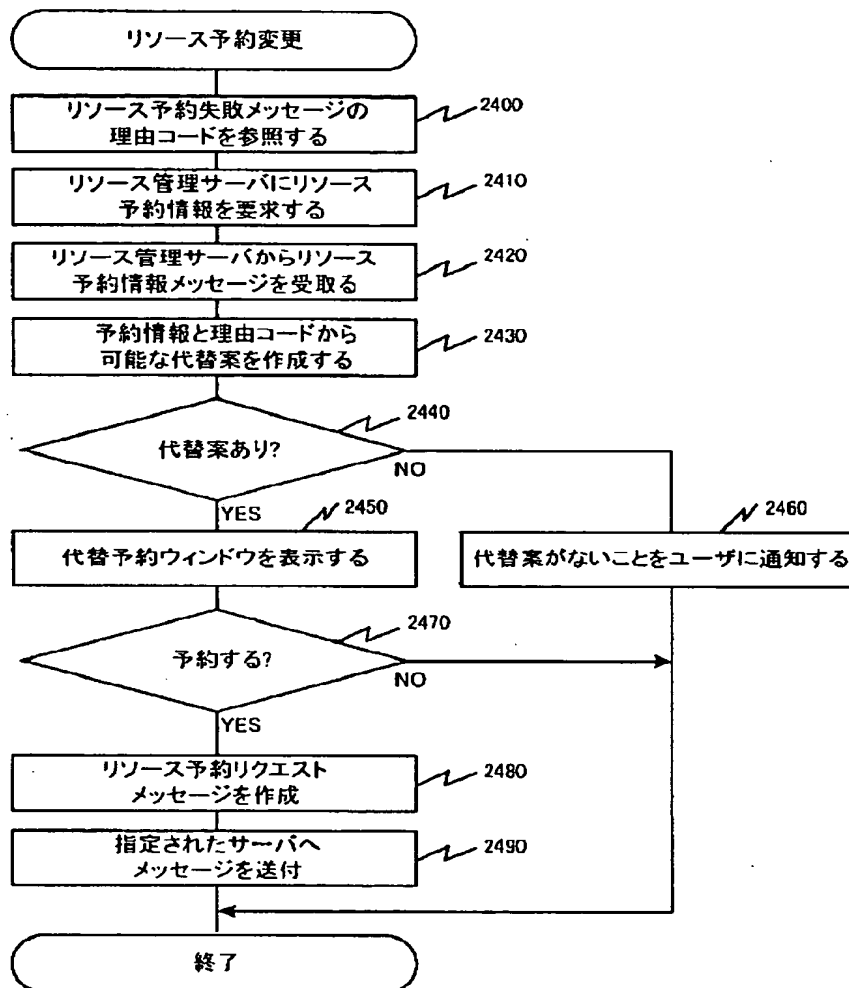 リソース予約変更
リソース予約失敗メッセージの
理由コードを参照する
2400
リソース管理サーバにリソース
予約情報を要求する
2410
リソース管理サーバからリソース
予約情報メッセージを受取る
2420
予約情報と理由コードから
可能な代替案を作成する
2430
2440
代替案あり?
NO
YES
2450
2460
代替予約ウィンドウを表示する
代替案がないことをユーザに通知する
2470
予約する?
NO
YES
リソース予約リクエスト
メッセージを作成
2480
指定されたサーバへ
メッセージを送付
2490
終了